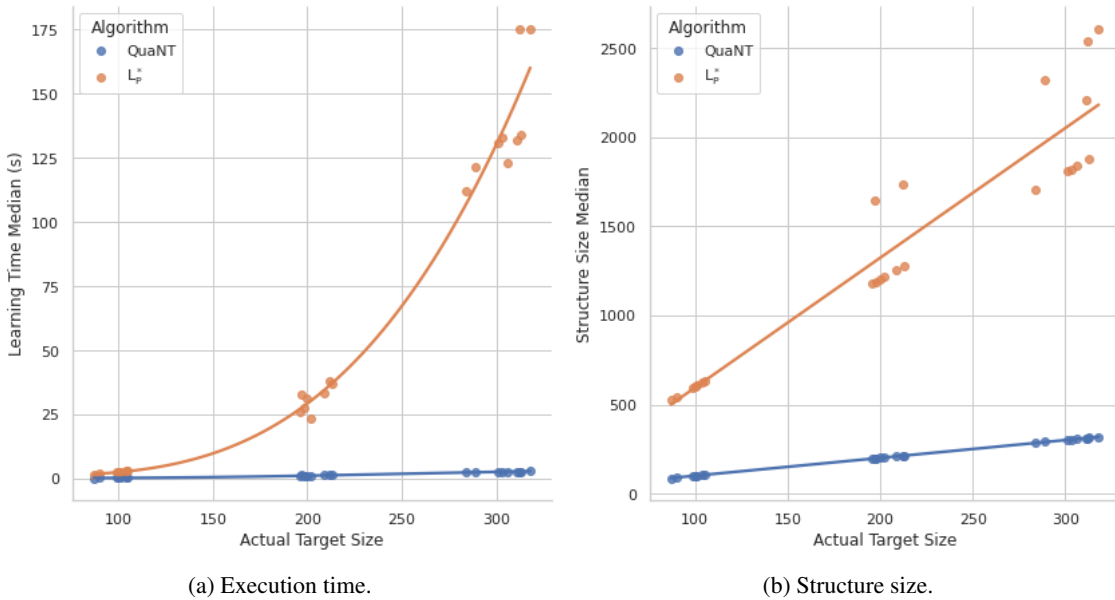 Algorithm
QuaNT
L*P
175
150
125
100
75
50
25
0
Learning Time Median (s)
100
150
200
250
300
Actual Target Size
(a) Execution time.
Algorithm
QuaNT
L*P
2500
2000
1500
1000
500
0
Structure Size Median
100
150
200
250
300
Actual Target Size
(b) Structure size.